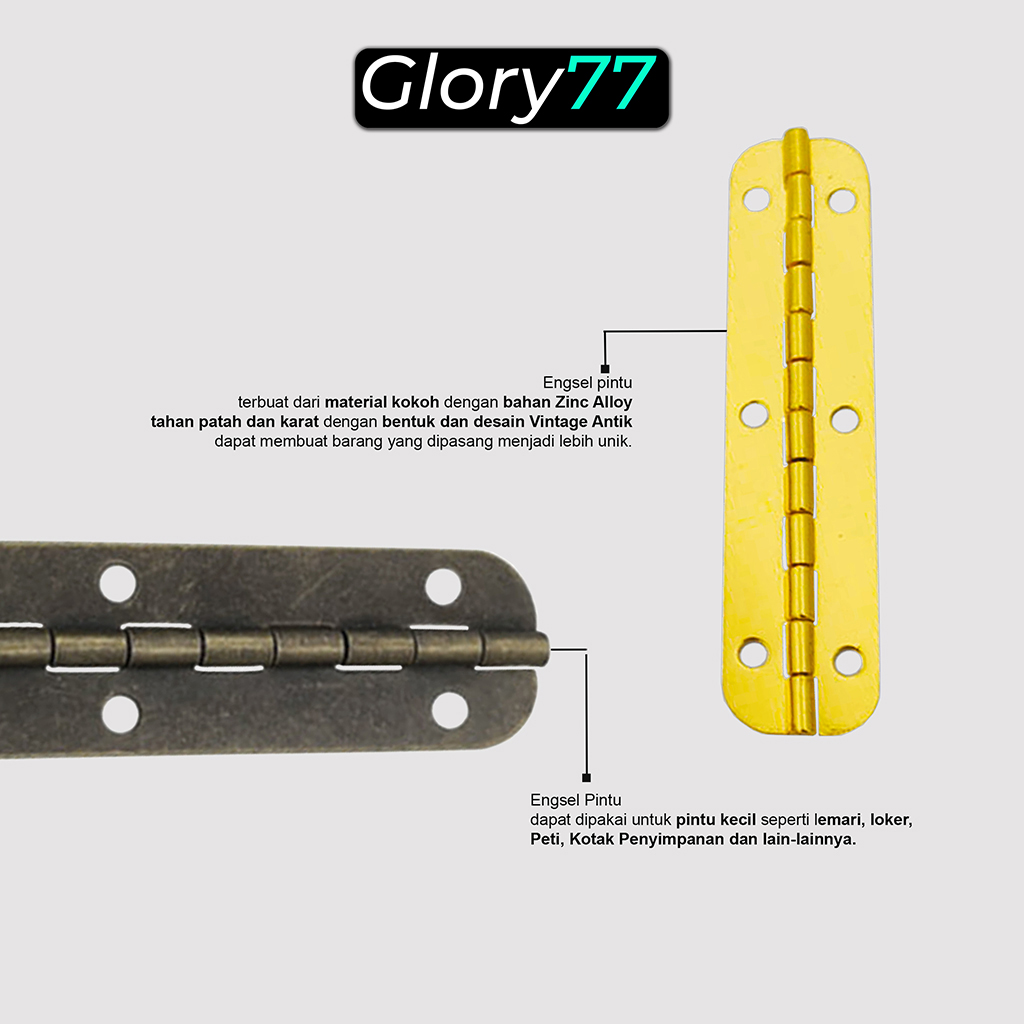 Glory77
Engsel pintu
terbuat dari material kokoh dengan bahan Zinc Alloy
tahan patah dan karat dengan bentuk dan desain Vintage Antik
dapat membuat barang yang dipasang menjadi lebih unik.
Engsel Pintu
dapat dipakai untuk pintu kecil seperti lemari, loker,
Peti, Kotak Penyimpanan dan lain-lainnya.